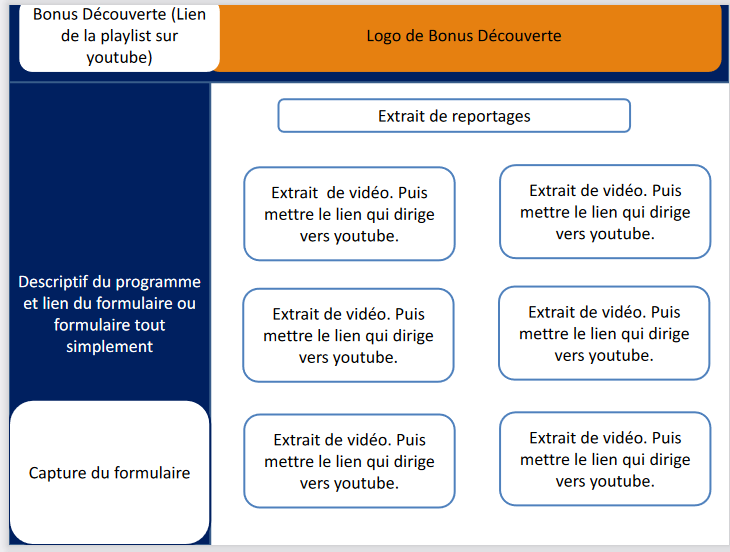 Bonus Découverte (Lien
de la playlist sur
youtube)
Logo de Bonus Découverte
Extrait de reportages
Extrait de vidéo. Puis
mettre le lien qui dirige
vers youtube.
Extrait de vidéo. Puis
mettre le lien qui dirige
vers youtube.
Descriptif du programme
et lien du formulaire ou
formulaire tout
simplement
Extrait de vidéo. Puis
mettre le lien qui dirige
vers youtube.
Extrait de vidéo. Puis
mettre le lien qui dirige
vers youtube.
Capture du formulaire
Extrait de vidéo. Puis
mettre le lien qui dirige
vers youtube.
Extrait de vidéo. Puis
mettre le lien qui dirige
vers youtube.